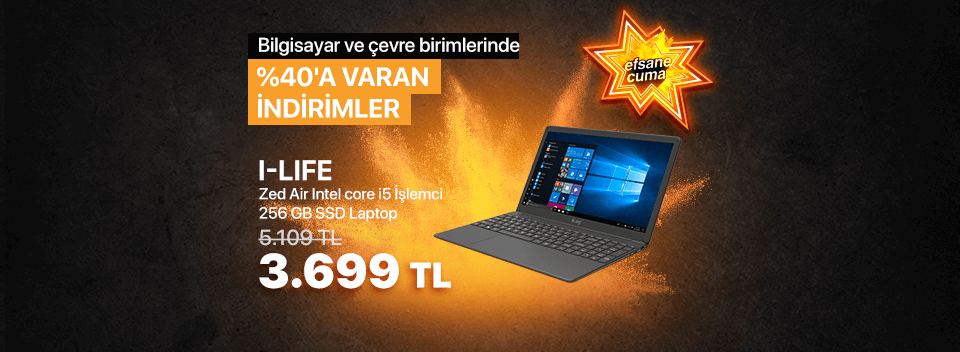 Bilgisayar ve çevre birimlerinde
%40'A VARAN
İNDİRİMLER
efsane
cuma
I-LIFE
Zed Air Intel core i5 İşlemci
256 GB SSD Laptop
5.109 TL
3.699 TL